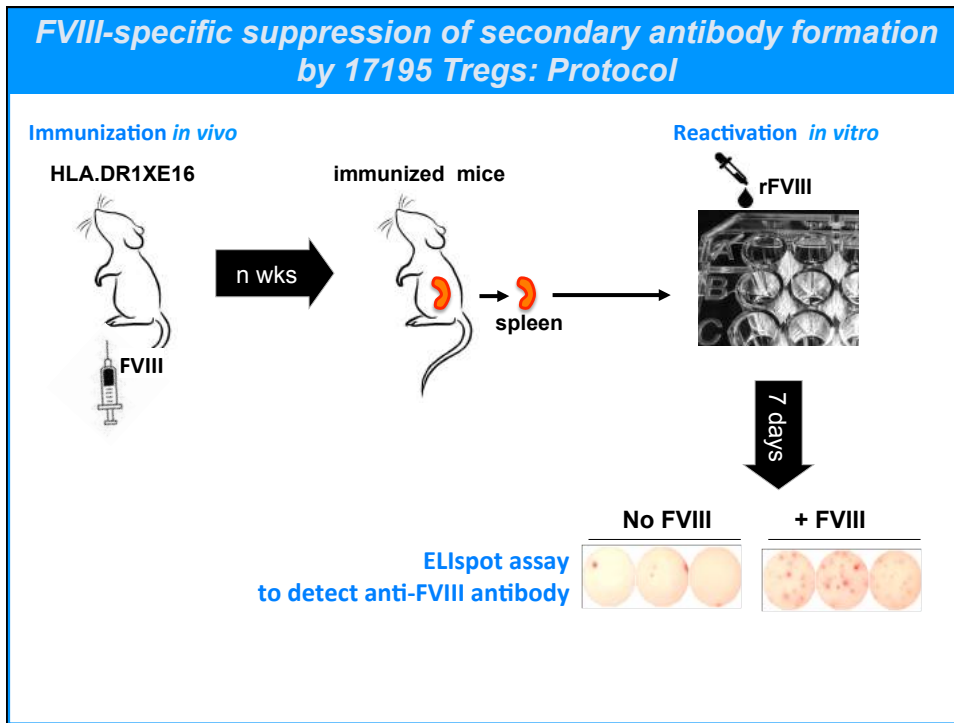 FVIII-specific suppression of secondary antibody formation
by 17195 Tregs: Protocol
Immunization in vivo
HLA.DR1XE16
n wks
FVIII
immunized mice
spleen
Reactivation in vitro
rFVIII
A
B
C
7 days
No FVIII
+ FVIII
ELIspot assay
to detect anti-FVIII antibody